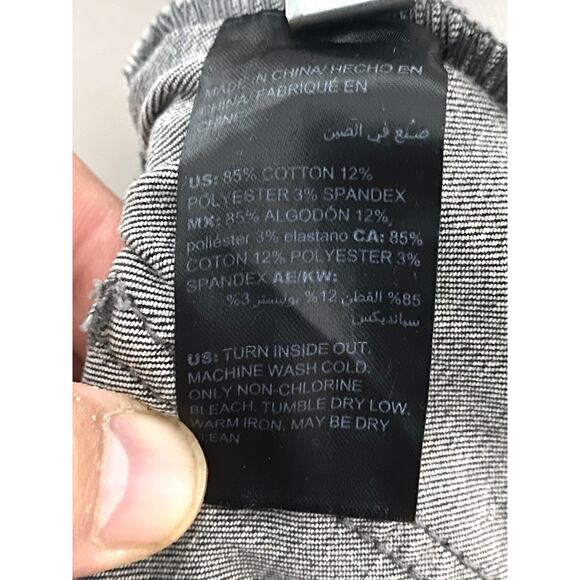 MADE IN CHINA/ HECHO EN
CHINA/ FABRIQUÉ EN
CHINE/
صنع في الصين
US: 85% COTTON 12%
POLYESTER 3% SPANDEX
MX: 85% ALGODÓN 12%
poliéster 3% elastano CA: 85%
COTON 12% POLYESTER 3%
SPANDEX AE/KW:
85% القطن 12% بوليستر 3%
سباندیکس
US: TURN INSIDE OUT.
MACHINE WASH COLD.
ONLY NON-CHLORINE
BLEACH. TUMBLE DRY LOW.
WARM IRON, MAY BE DRY
CLEAN